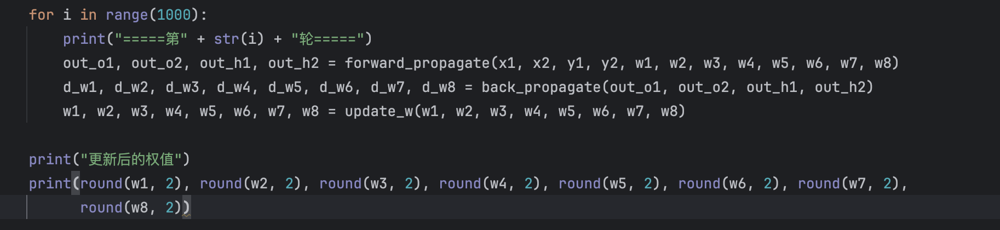 for i in range(1000):
    print("=====第" + str(i) + "轮=====")
    out_o1, out_o2, out_h1, out_h2 = forward_propagate(x1, x2, y1, y2, w1, w2, w3, w4, w5, w6, w7, w8)
    d_w1, d_w2, d_w3, d_w4, d_w5, d_w6, d_w7, d_w8 = back_propagate(out_o1, out_o2, out_h1, out_h2)
    w1, w2, w3, w4, w5, w6, w7, w8 = update_w(w1, w2, w3, w4, w5, w6, w7, w8)
print("更新后的权值")
print(round(w1, 2), round(w2, 2), round(w3, 2), round(w4, 2), round(w5, 2), round(w6, 2), round(w7, 2),
      round(w8, 2))